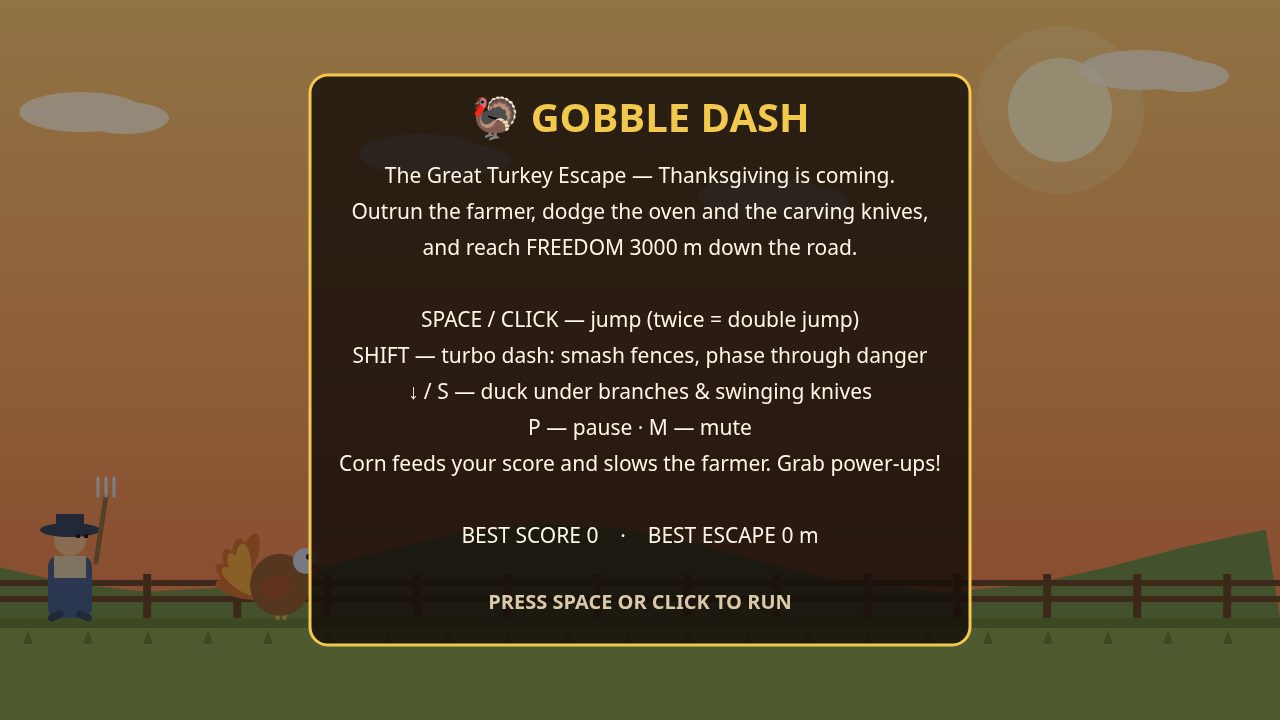 GOBBLE DASH
The Great Turkey Escape — Thanksgiving is coming.
Outrun the farmer, dodge the oven and the carving knives,
and reach FREEDOM 3000 m down the road.
SPACE / CLICK — jump (twice = double jump)
SHIFT — turbo dash: smash fences, phase through danger
↓ / S — duck under branches & swinging knives
P — pause · M — mute
Corn feeds your score and slows the farmer. Grab power-ups!
BEST SCORE 0 · BEST ESCAPE 0 m
PRESS SPACE OR CLICK TO RUN